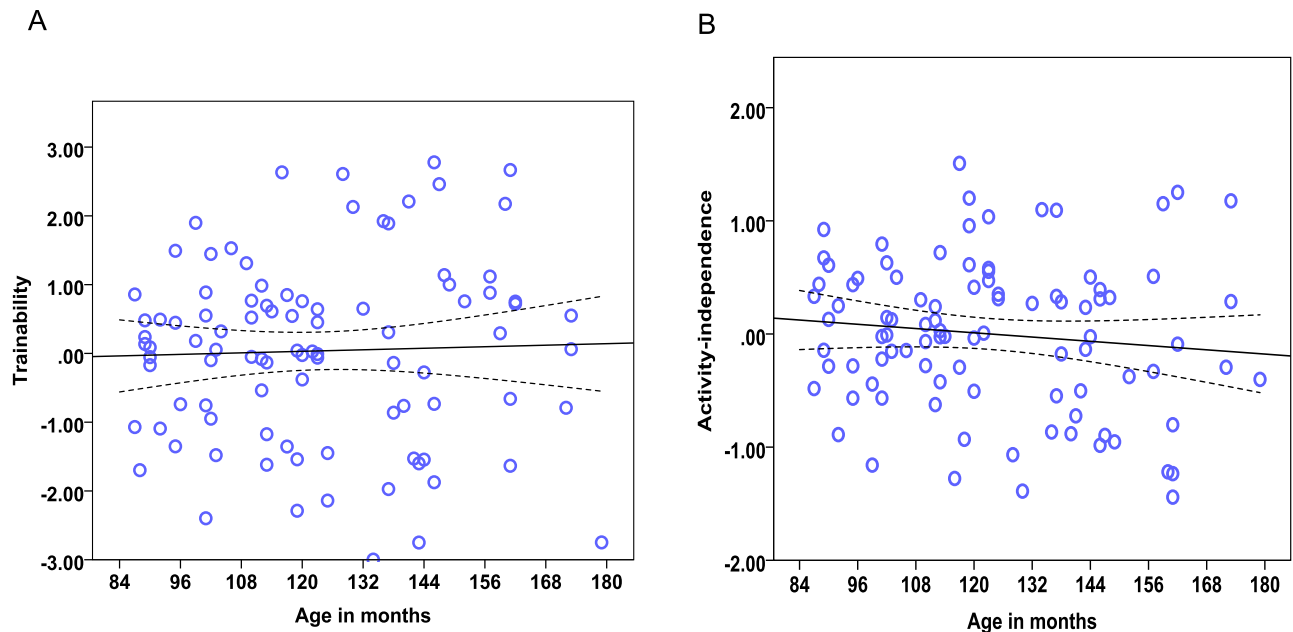 A
B
Trainability
3.00
2.00
1.00
.00
-1.00
-2.00
-3.00
84 96 108 120 132 144 156 168 180
Age in months
Activity-independence
2.00
1.00
.00
-1.00
-2.00
84 96 108 120 132 144 156 168 180
Age in months